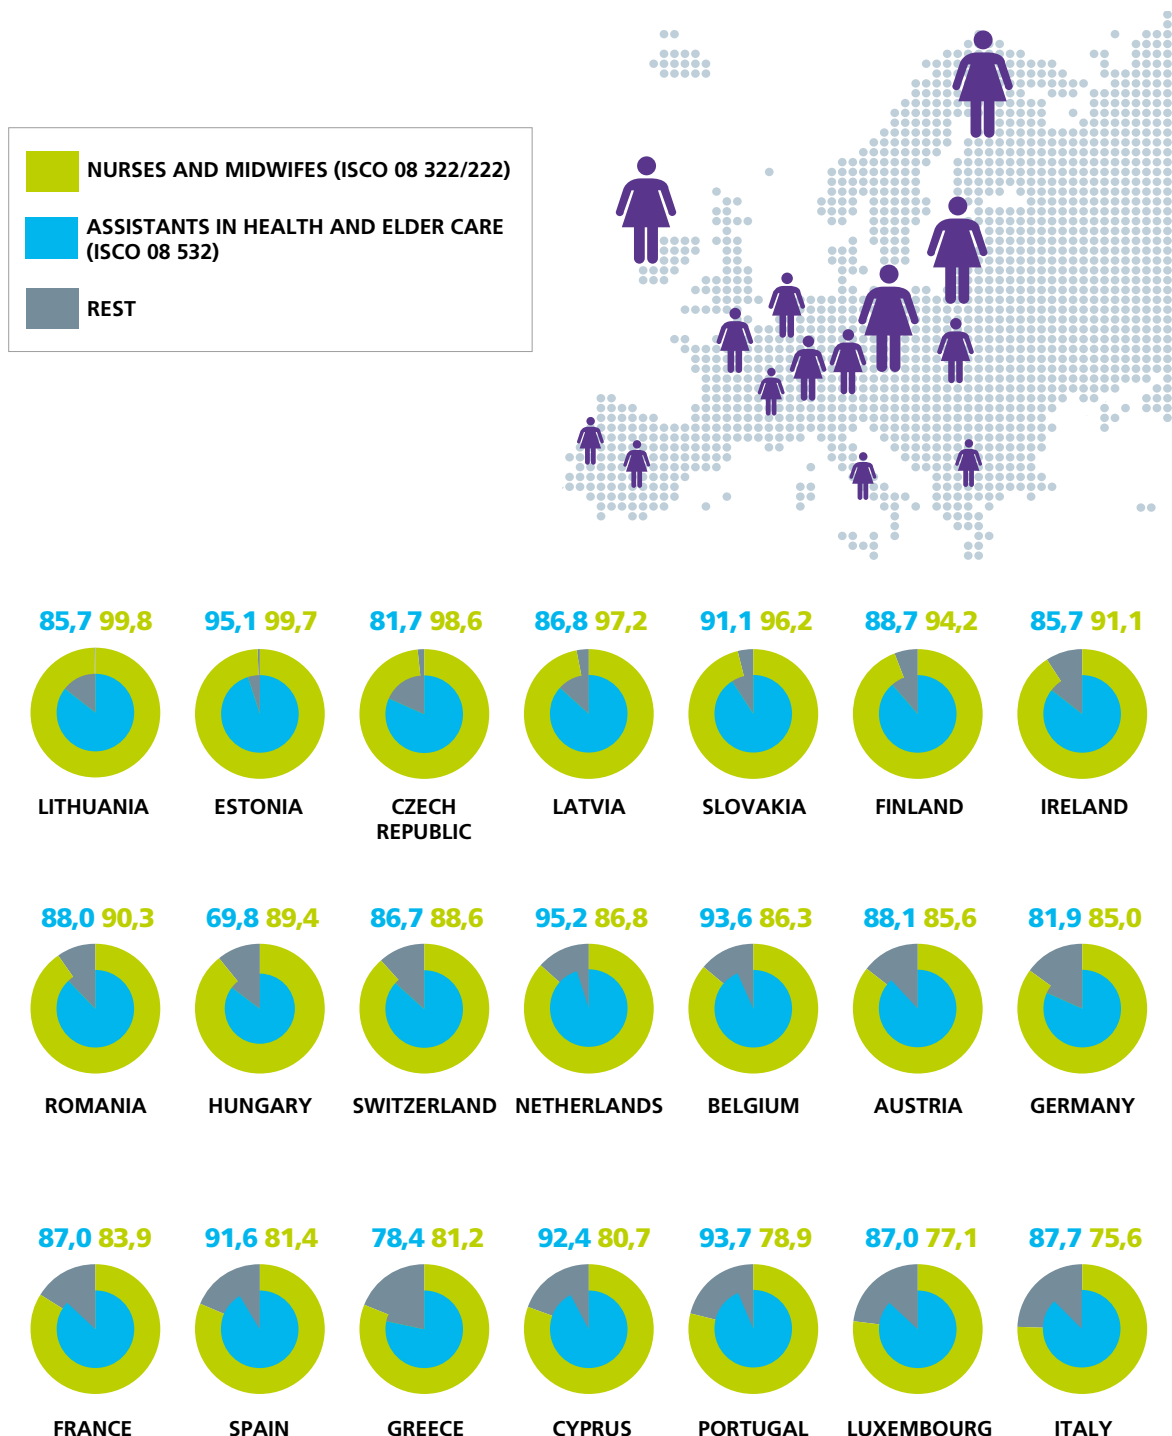 NURSES AND MIDWIFES (ISCO 08 322/222)
ASSISTANTS IN HEALTH AND ELDER CARE
(ISCO 08 532)
REST
85,7 99,8
95,1 99,7
81,7 98,6
86,8 97,2
91,1 96,2
88,7 94,2
85,7 91,1
LITHUANIA
ESTONIA
CZECH
REPUBLIC
LATVIA
SLOVAKIA
FINLAND
IRELAND
88,0 90,3
69,8 89,4
86,7 88,6
95,2 86,8
93,6 86,3
88,1 85,6
81,9 85,0
ROMANIA
HUNGARY
SWITZERLAND
NETHERLANDS
BELGIUM
AUSTRIA
GERMANY
87,0 83,9
91,6 81,4
78,4 81,2
92,4 80,7
93,7 78,9
87,0 77,1
87,7 75,6
FRANCE
SPAIN
GREECE
CYPRUS
PORTUGAL
LUXEMBOURG
ITALY